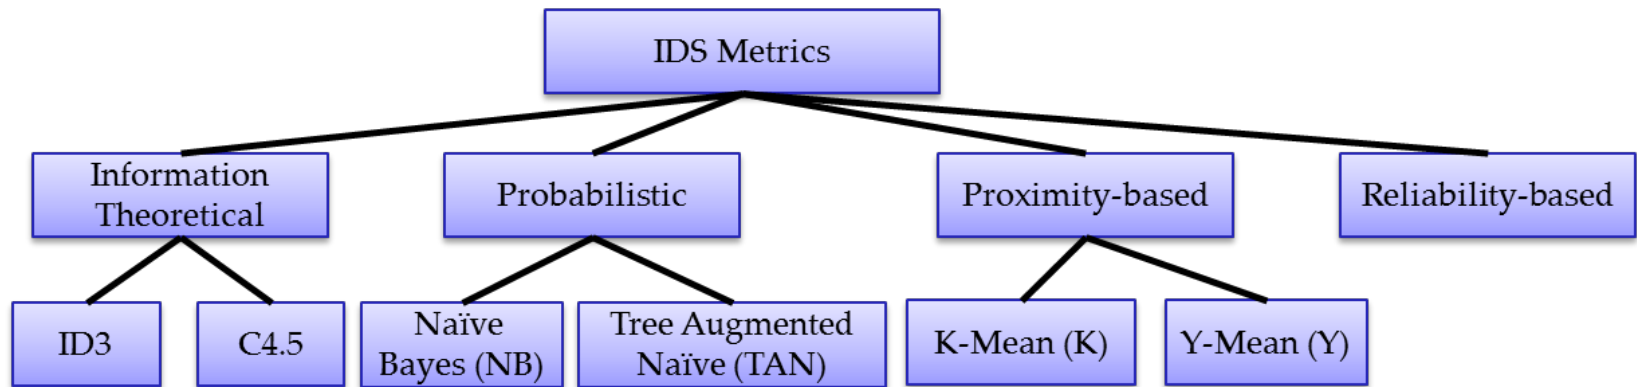 IDS Metrics
Information
Theoretical
Probabilistic
Proximity-based
Reliability-based
ID3
C4.5
Naïve
Bayes (NB)
Tree Augmented
Naïve (TAN)
K-Mean (K)
Y-Mean (Y)